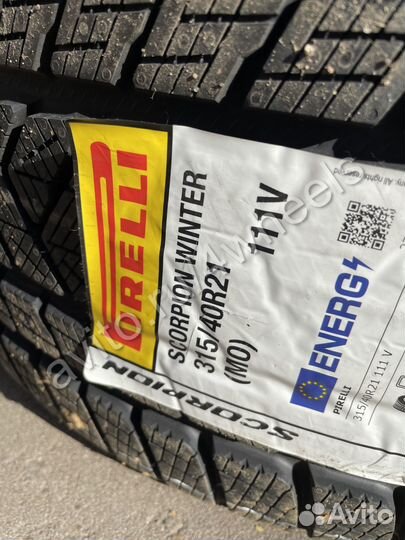 PIRELLI
SCORPION WINTER
315/40R21 111V
(MO)
SCORPION
ENERG
PIRELLI
315/40R21 111 V
Avito